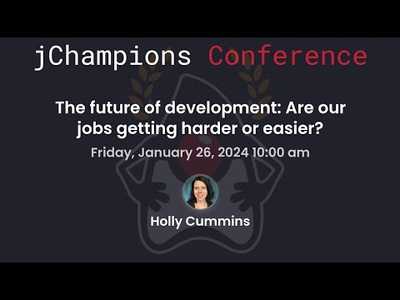 jChampions Conference
The future of development: Are our
jobs getting harder or easier?
Friday, January 26, 2024 10:00 am
Holly Cummins